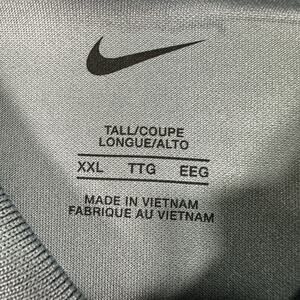 TALL/COUPE
LONGUE/ALTO
XXL TTG EEG
MADE IN VIETNAM
FABRIQUE AU VIETNAM